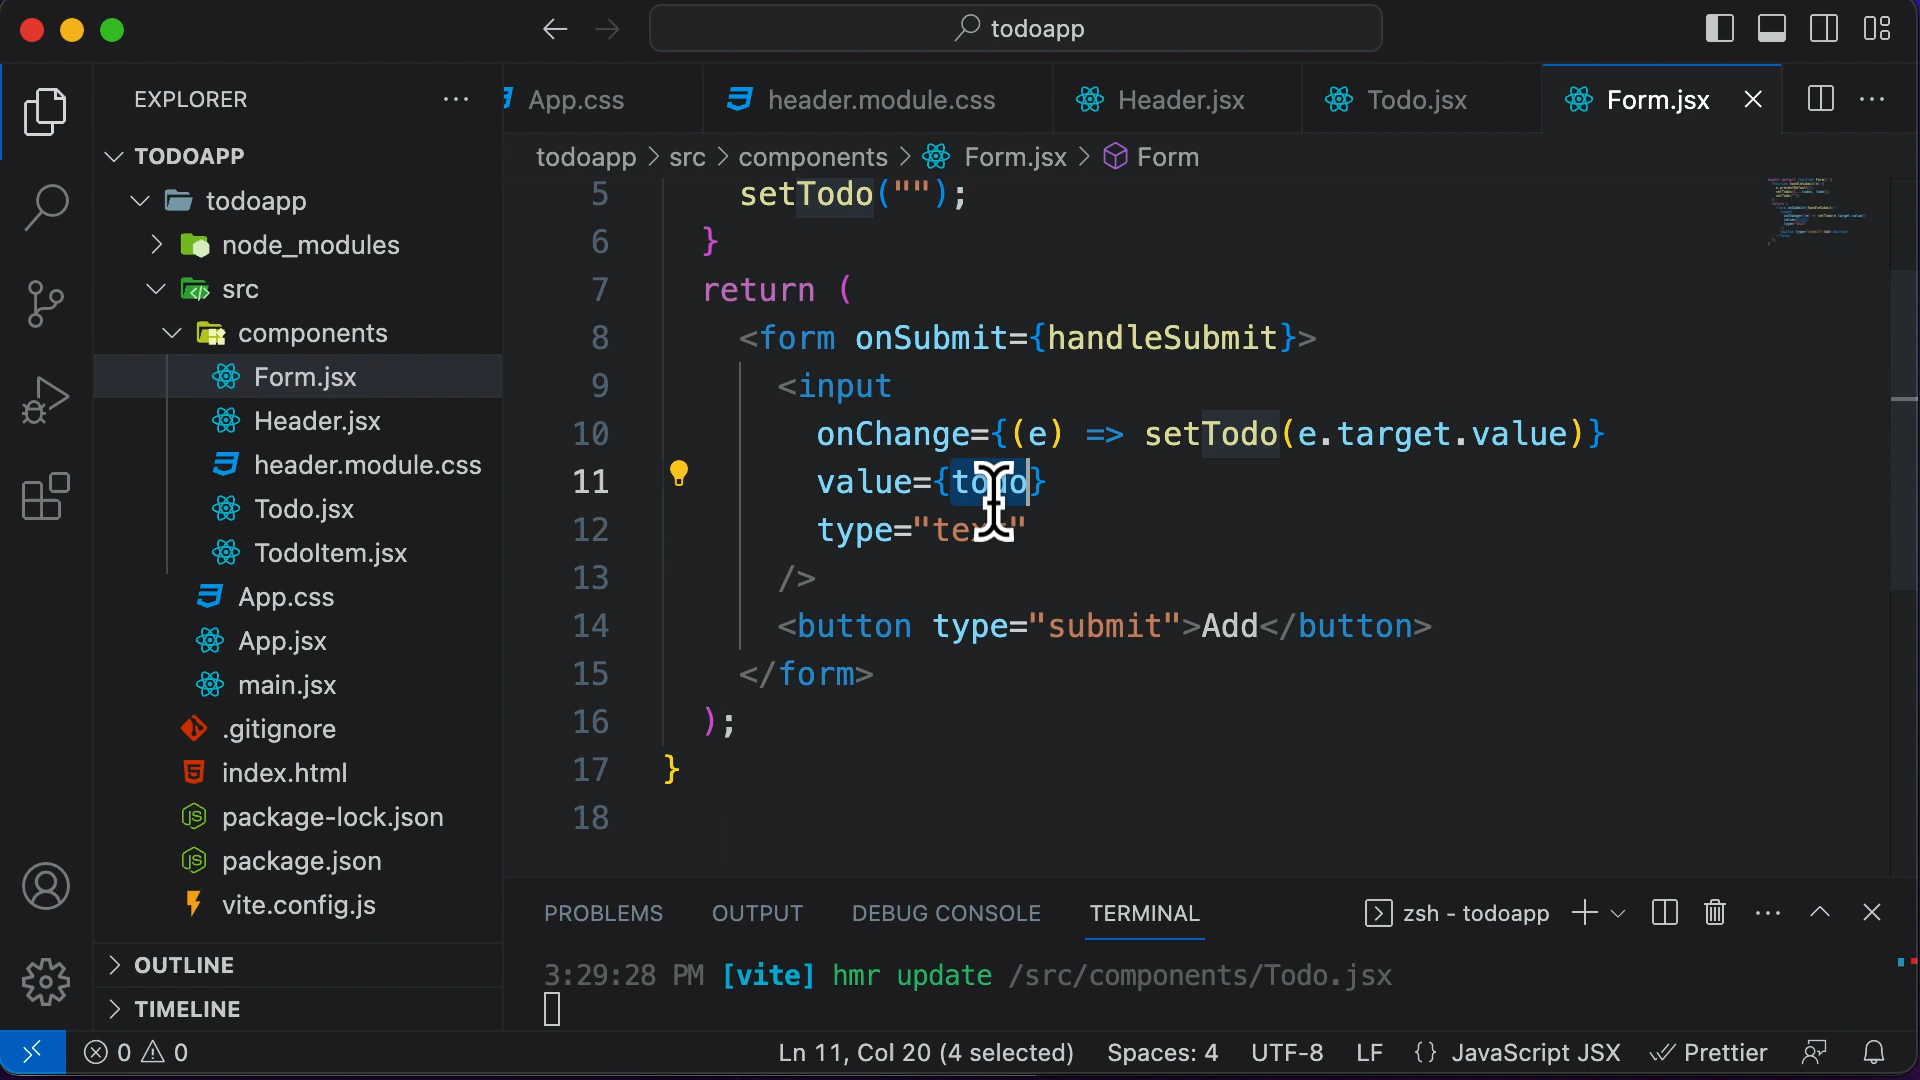 todoapp
EXPLORER
App.css
header.module.css
Header.jsx
Todo.jsx
Form.jsx
TODOAPP
todoapp
node_modules
src
components
Form.jsx
Header.jsx
header.module.css
Todo.jsx
TodoItem.jsx
App.css
App.jsx
main.jsx
.gitignore
index.html
package-lock.json
package.json
vite.config.js
OUTLINE
TIMELINE
todoapp > src > components > Form.jsx > Form
5 setTodo("");
6 }
7 return (
8 <form onSubmit={handleSubmit}>
9 <input
10 onChange={(e) => setTodo(e.target.value)}
11 value={todo}
12 type="text"
13 />
14 <button type="submit">Add</button>
15 </form>
16 );
17 }
18
PROBLEMS
OUTPUT
DEBUG CONSOLE
TERMINAL
zsh - todoapp
3:29:28 PM [vite] hmr update /src/components/Todo.jsx
0 0
Ln 11, Col 20 (4 selected)
Spaces: 4
UTF-8
LF
{} JavaScript JSX
Prettier